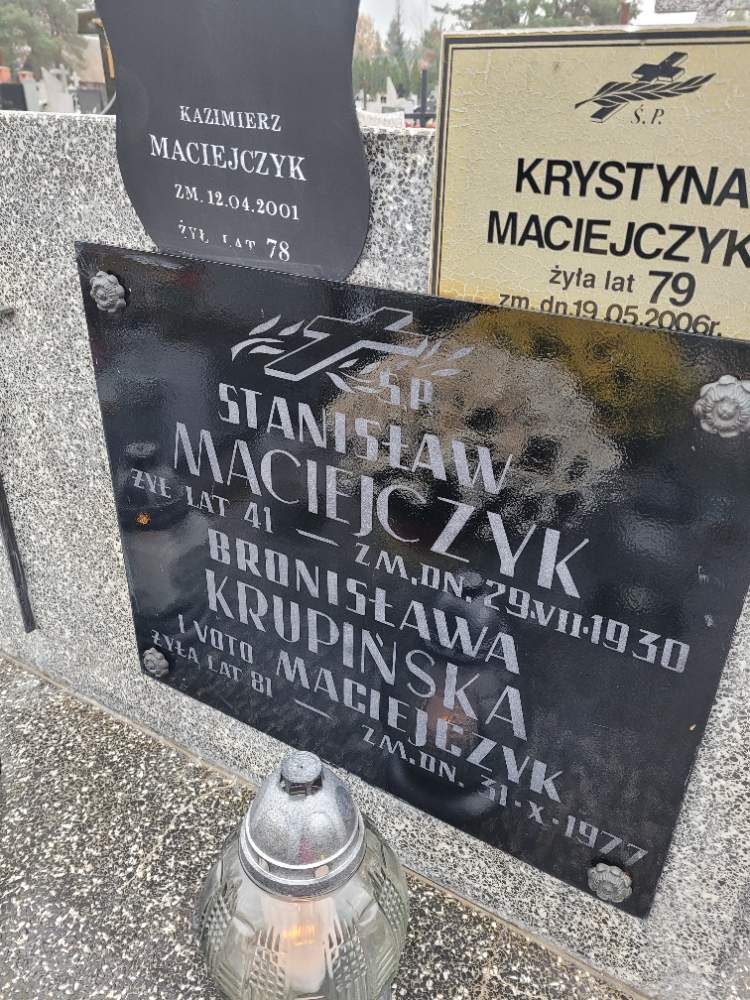 KAZIMIERZ
MACIEJCZYK
ZM. 12.04.2001
ŻYŁ LAT 78
Ś.P.
KRYSTYNA
MACIEJCZYK
żyła lat 79
zm. dn. 19.05.2006r.
Ś.P
STANISŁAW
MACIEJCZYK
ŻYŁ LAT 41 — ZM.DN. 29.VII.1930
BRONISŁAWA
KRUPIŃSKA
I VOTO MACIEJCZYK
ŻYŁA LAT 81 — ZM.DN. 31.X.1977